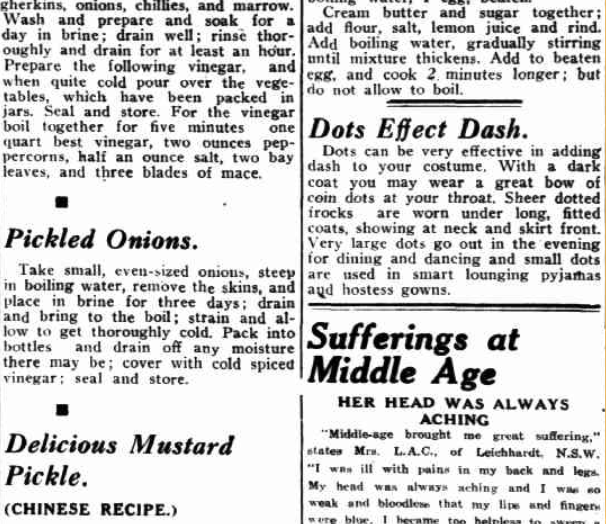 gherkins, onions, chillies, and marrow.
Wash and prepare and soak for a
day in brine; drain well; rinse thor-
oughly and drain for at least an hour.
Prepare the following vinegar, and
when quite cold pour over the vege-
tables, which have been packed in
jars. Seal and store. For the vinegar
boil together for five minutes one
quart best vinegar, two ounces pep-
percorns, half an ounce salt, two bay
leaves, and three blades of mace.
Pickled Onions.
Take small, even-sized onions, steep
in boiling water, remove the skins, and
place in brine for three days; drain
and bring to the boil; strain and al-
low to get thoroughly cold. Pack into
bottles and drain off any moisture
there may be; cover with cold spiced
vinegar; seal and store.
Delicious Mustard
Pickle.
(CHINESE RECIPE.)
boiling water, 1 egg, beaten.
Cream butter and sugar together;
add flour, salt, lemon juice and rind.
Add boiling water, gradually stirring
until mixture thickens. Add to beaten
egg, and cook 2 minutes longer; but
do not allow to boil.
Dots Effect Dash.
Dots can be very effective in adding
dash to your costume. With a dark
coat you may wear a great bow of
coin dots at your throat. Sheer dotted
frocks are worn under long, fitted
coats, showing at neck and skirt front.
Very large dots go out in the evening
for dining and dancing and small dots
are used in smart lounging pyjamas
and hostess gowns.
Sufferings at
Middle Age
HER HEAD WAS ALWAYS
ACHING
"Middle-age brought me great suffering,"
states Mrs. L.A.C., of Leichhardt, N.S.W.
"I was ill with pains in my back and legs.
My head was always aching and I was so
weak and bloodless that my lips and fingers
were blue. I became too helpless to sweep